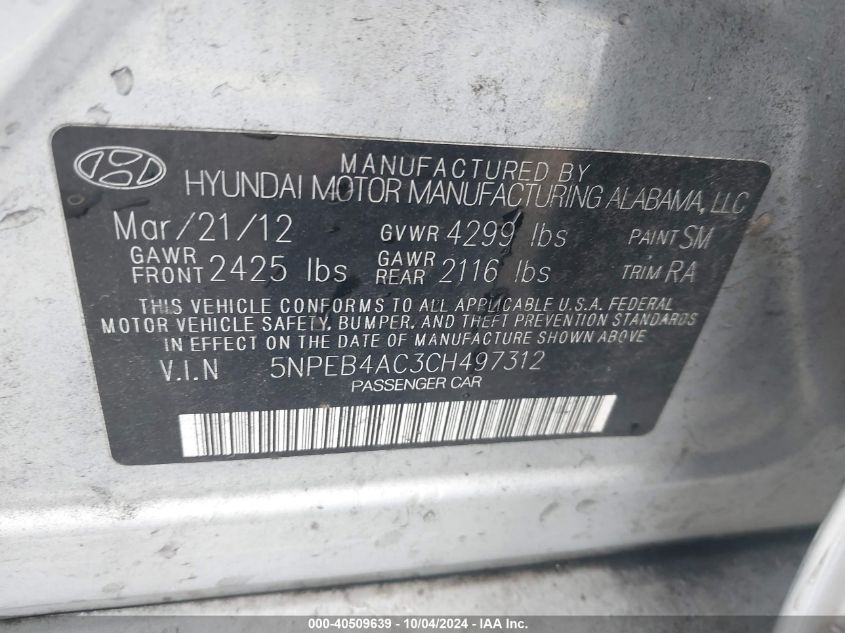 MANUFACTURED BY
HYUNDAI MOTOR MANUFACTURING ALABAMA, LLC
Mar/21/12 GVWR 4299 lbs PAINT SM
GAWR FRONT 2425 lbs GAWR REAR 2116 lbs TRIM RA
THIS VEHICLE CONFORMS TO ALL APPLICABLE U.S.A. FEDERAL
MOTOR VEHICLE SAFETY, BUMPER, AND THEFT PREVENTION STANDARDS
IN EFFECT ON THE DATE OF MANUFACTURE SHOWN ABOVE
V.I.N 5NPEB4AC3CH497312
PASSENGER CAR
000-40509639 - 10/04/2024 - IAA Inc.